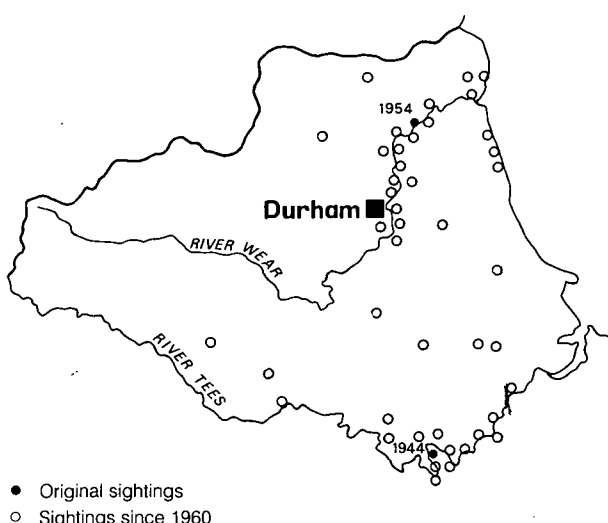 1954
Durham
RIVER WEAR
RIVER TEES
1944
Original sightings
Sightings since 1960